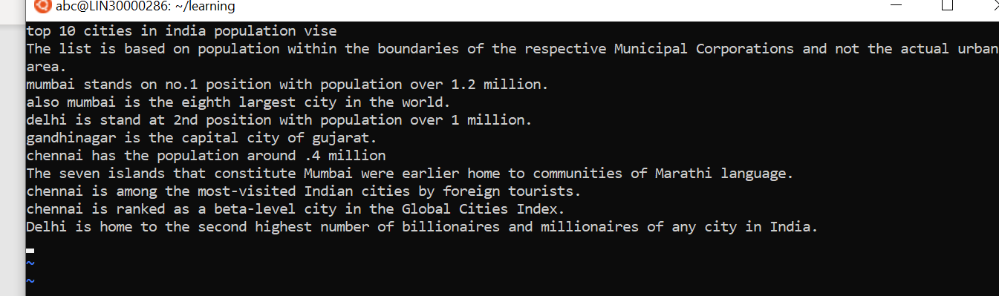 abc@LIN30000286: ~/learning
top 10 cities in india population vise
The list is based on population within the boundaries of the respective Municipal Corporations and not the actual urban
area.
mumbai stands on no.1 position with population over 1.2 million.
also mumbai is the eighth largest city in the world.
delhi is stand at 2nd position with population over 1 million.
gandhinagar is the capital city of gujarat.
chennai has the population around .4 million
The seven islands that constitute Mumbai were earlier home to communities of Marathi language.
chennai is among the most-visited Indian cities by foreign tourists.
chennai is ranked as a beta-level city in the Global Cities Index.
Delhi is home to the second highest number of billionaires and millionaires of any city in India.
~
~